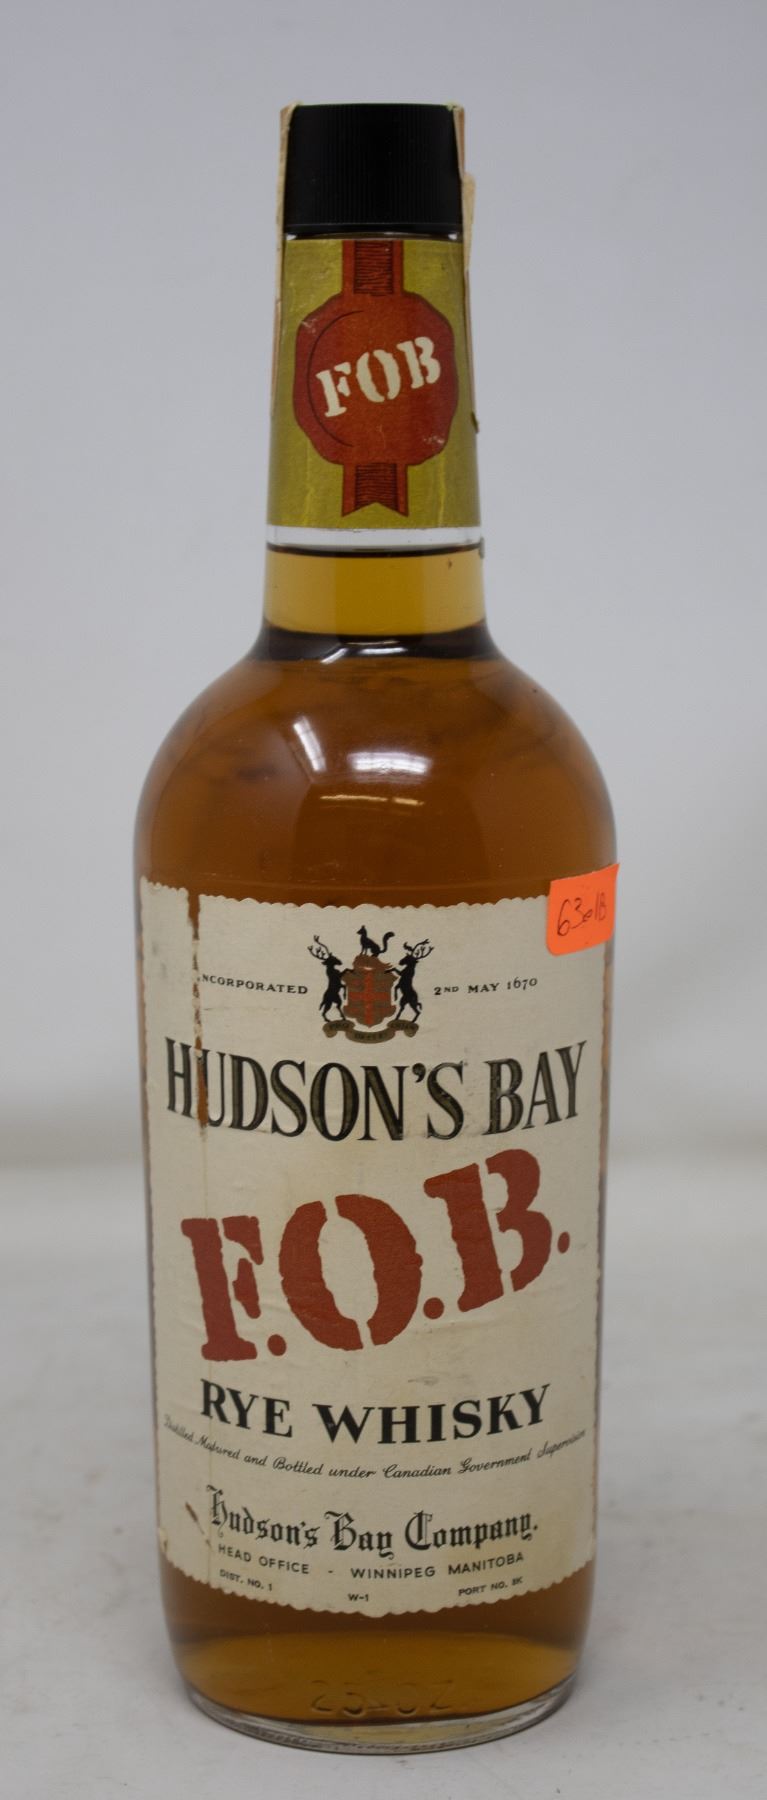 FOB
63elB
INCORPORATED 2ND MAY 1670
HUDSON'S BAY
F.O.B.
RYE WHISKY
Distilled Matured and Bottled under Canadian Government Supervision
Hudson's Bay Company.
HEAD OFFICE - WINNIPEG MANITOBA
DIST. NO. 1 W-1 PORT NO. 8K
25 OZ